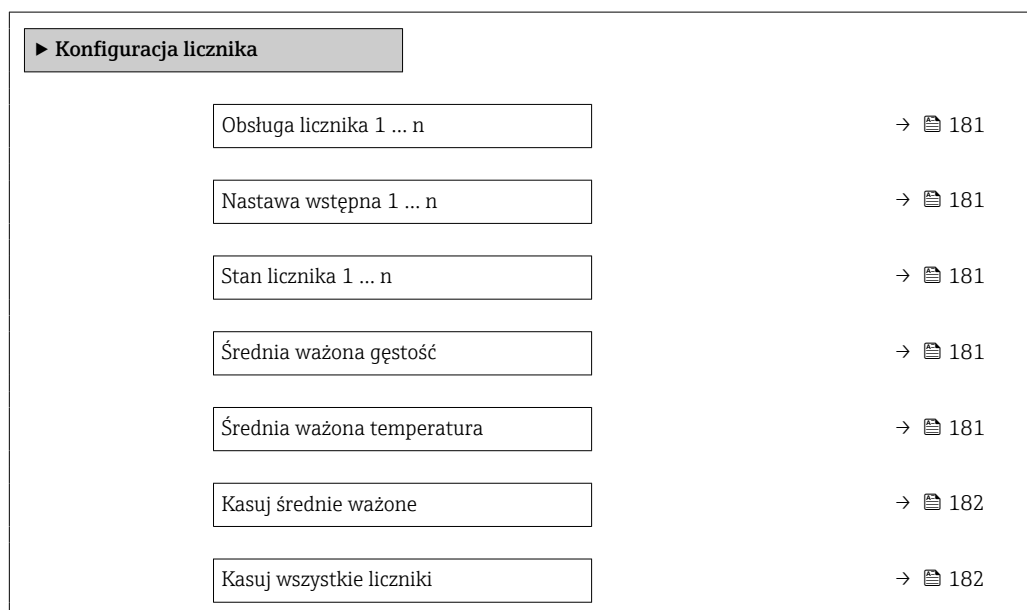 ▶ Konfiguracja licznika
Obsługa licznika 1 … n → 181
Nastawa wstępna 1 … n → 181
Stan licznika 1 … n → 181
Średnia ważona gęstość → 181
Średnia ważona temperatura → 181
Kasuj średnie ważone → 182
Kasuj wszystkie liczniki → 182